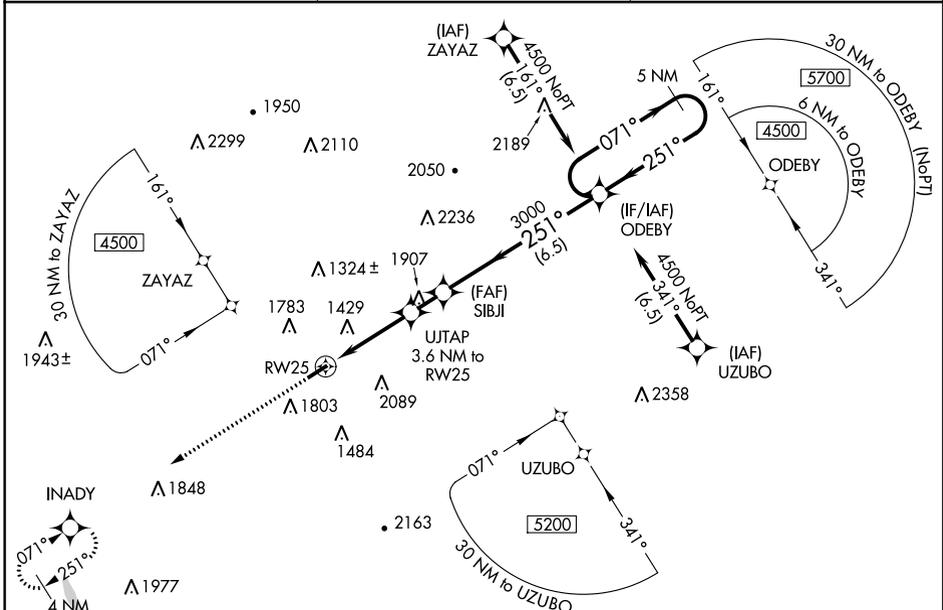 (IAF)
ZAYAZ
4500 NoPT
161°
(6.5)
5 NM
30 NM to ODEBY (NoPT)
5700
161°
6 NM to ODEBY
4500
ODEBY
341°
1950
2299
2110
2189
071°
251°
2050
2236
3000
251°
(6.5)
(IF/IAF)
ODEBY
30 NM to ZAYAZ
161°
4500
ZAYAZ
071°
1324±
1907
(FAF)
SIBJI
4500 NoPT
341°
(6.5)
1783
1429
UJTAP
3.6 NM to
RW25
1943±
RW25
(IAF)
UZUBO
1803
2089
2358
1484
071°
UZUBO
341°
5200
30 NM to UZUBO
1848
INADY
071°
251°
4 NM
2163
1977